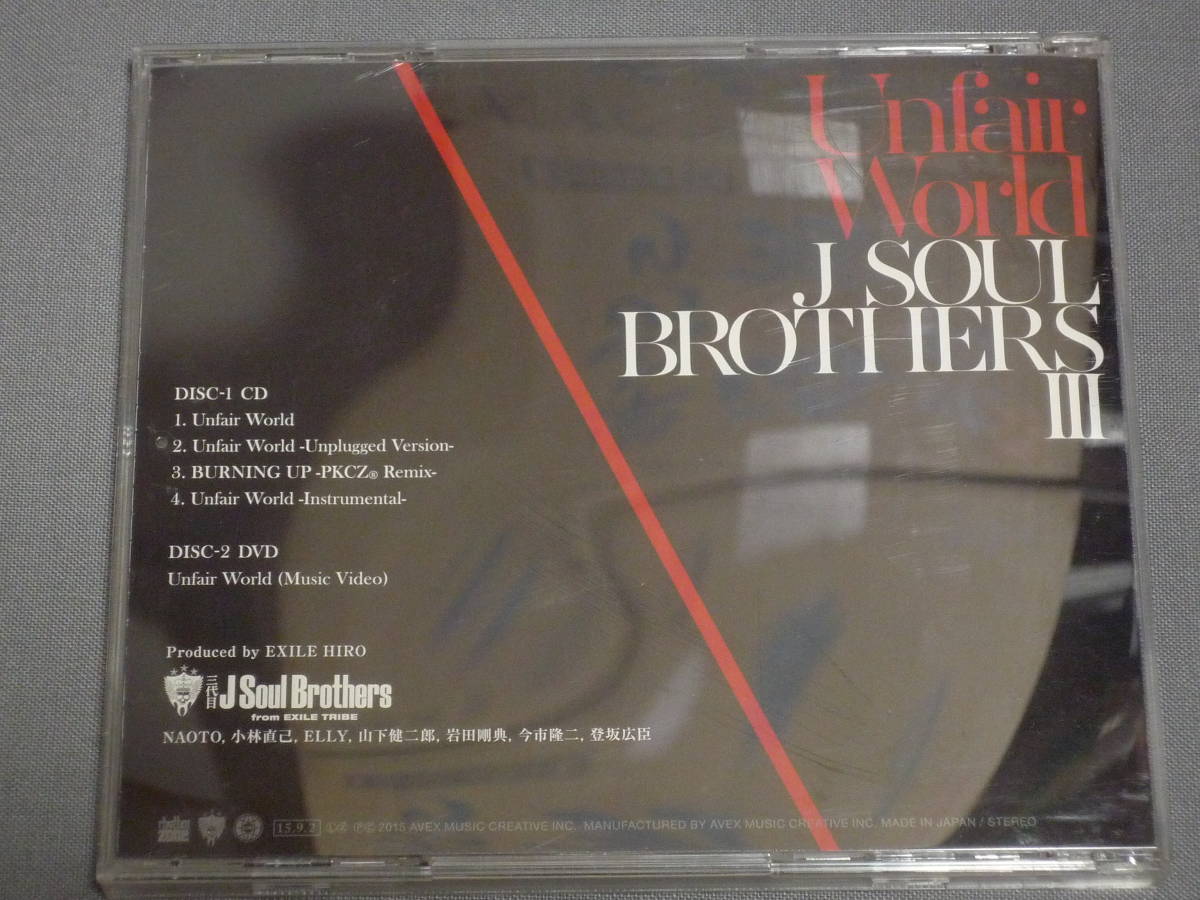 Unfair
World
J SOUL
BROTHERS
III
DISC-1 CD
1. Unfair World
2. Unfair World -Unplugged Version-
3. BURNING UP -PKCZ® Remix-
4. Unfair World -Instrumental-
DISC-2 DVD
Unfair World (Music Video)
Produced by EXILE HIRO
三代目 J Soul Brothers
from EXILE TRIBE
NAOTO, 小林直己, ELLY, 山下健二郎, 岩田剛典, 今市隆二, 登坂広臣
15.9.2 ⓅⒸ 2015 AVEX MUSIC CREATIVE INC. MANUFACTURED BY AVEX MUSIC CREATIVE INC. MADE IN JAPAN / STEREO